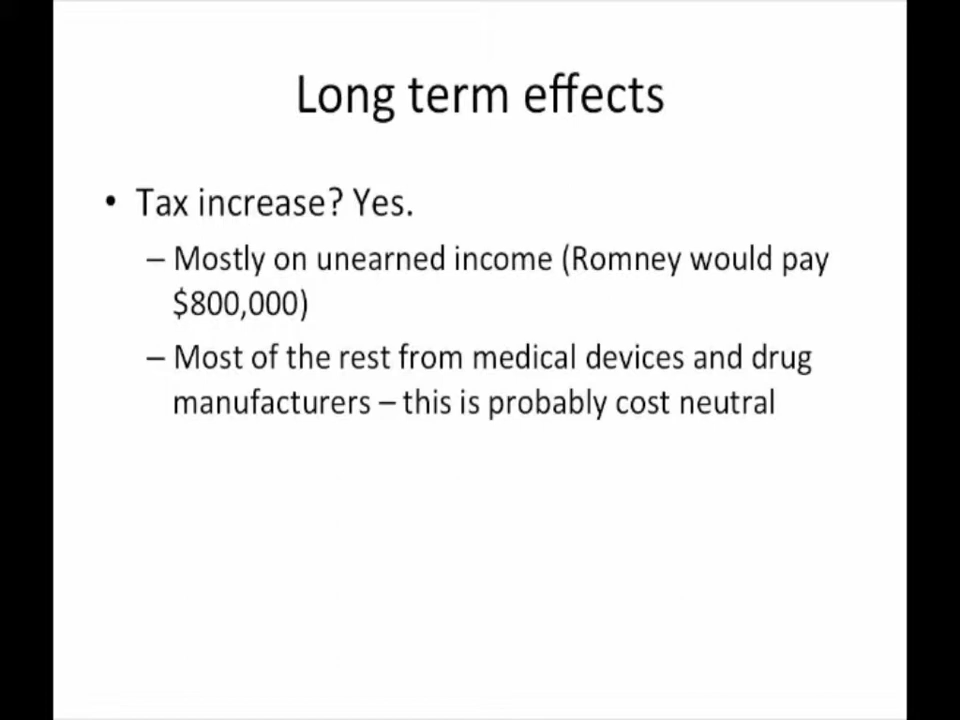 Long term effects
• Tax increase? Yes.
– Mostly on unearned income (Romney would pay
$800,000)
– Most of the rest from medical devices and drug
manufacturers – this is probably cost neutral